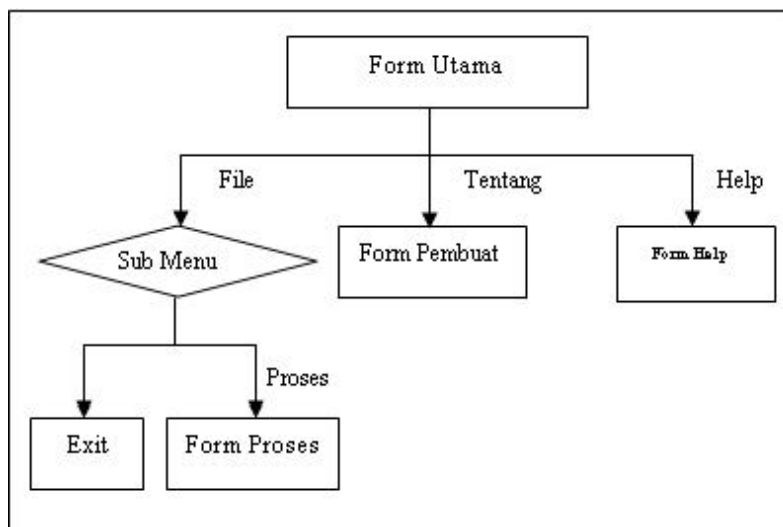 Form Utama
File
Tentang
Help
Sub Menu
Form Pembuat
Form Help
Proses
Exit
Form Proses